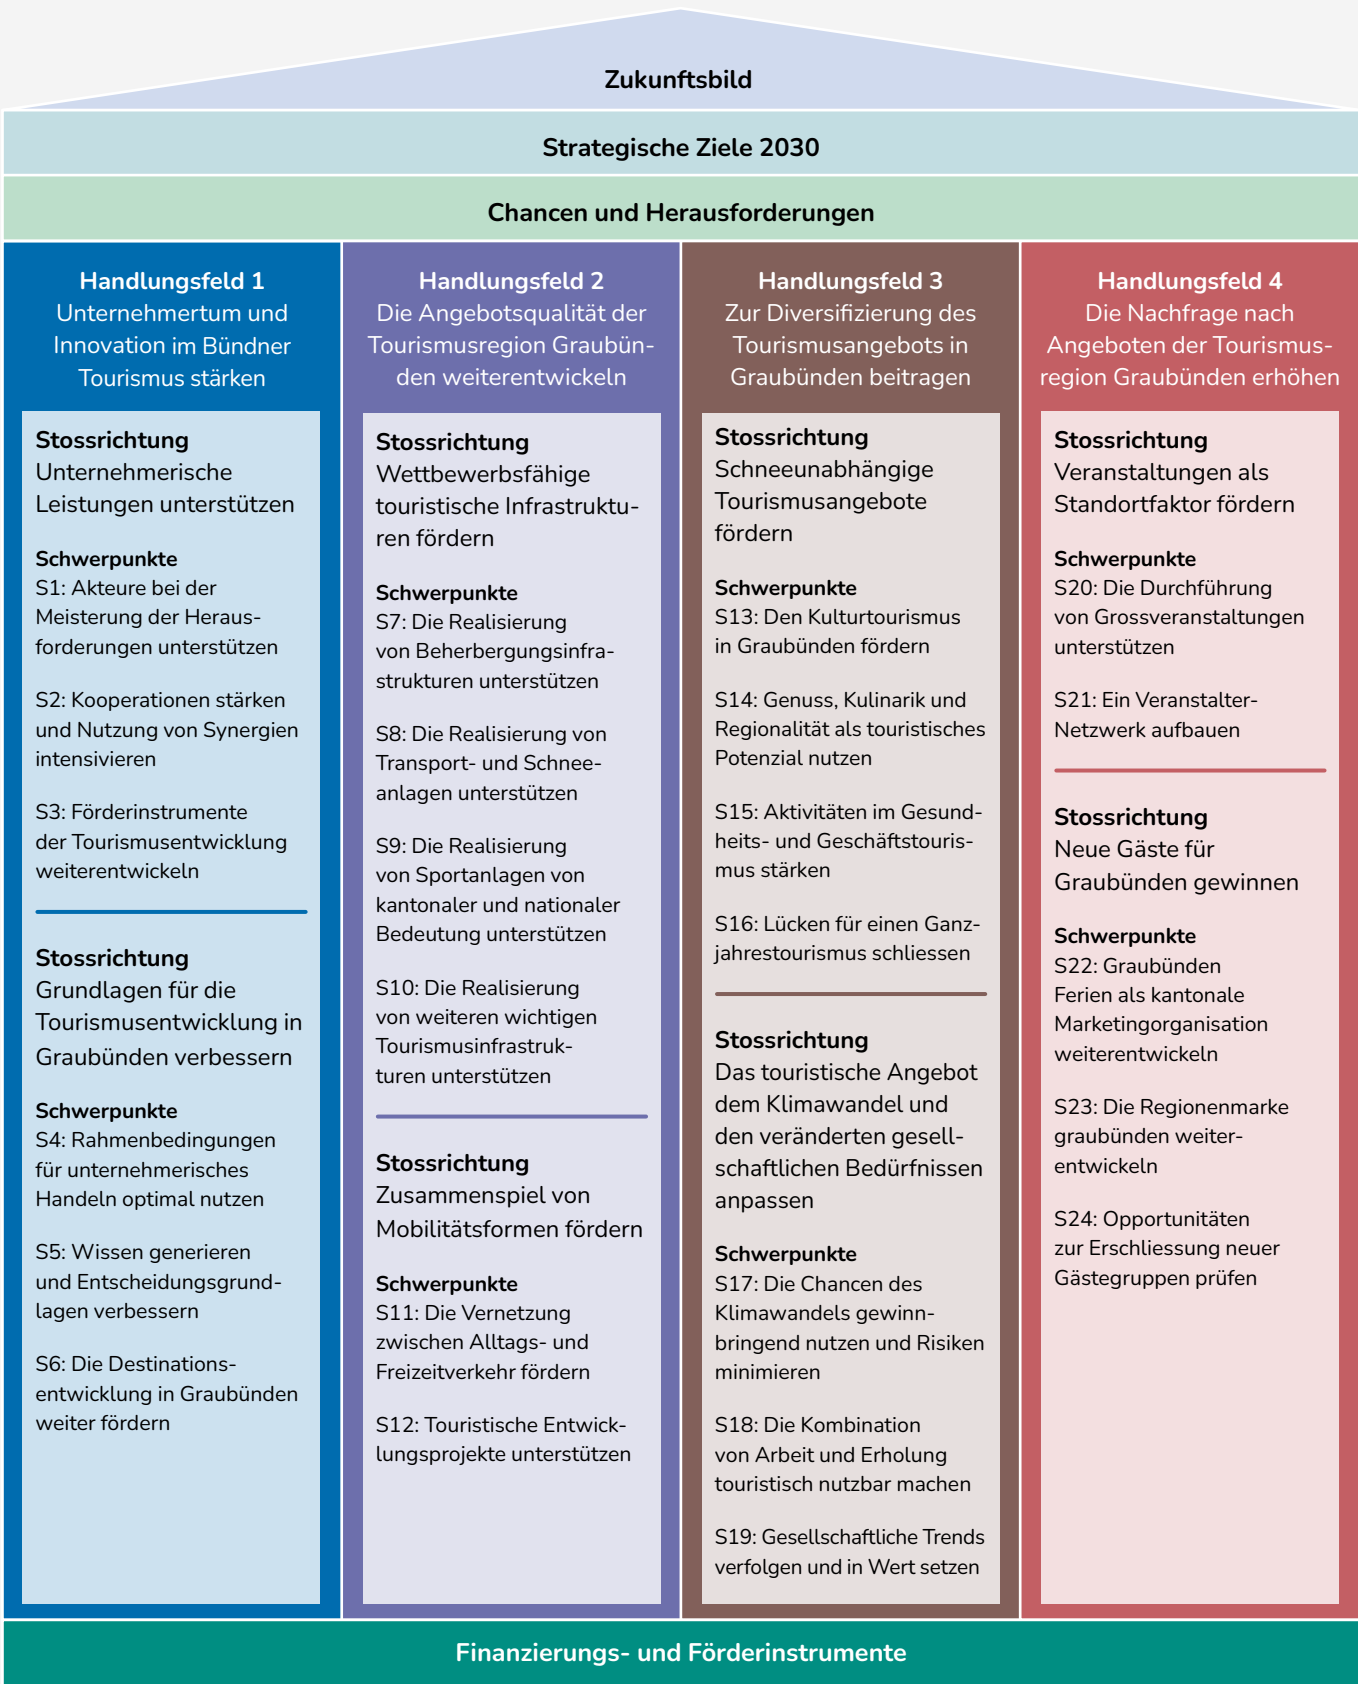 Zukunftsbild
Strategische Ziele 2030
Chancen und Herausforderungen
Handlungsfeld 1
Unternehmertum und
Innovation im Bündner
Tourismus stärken
Stossrichtung
Unternehmerische
Leistungen unterstützen
Schwerpunkte
S1: Akteure bei der
Meisterung der Heraus-
forderungen unterstützen
S2: Kooperationen stärken
und Nutzung von Synergien
intensivieren
S3: Förderinstrumente
der Tourismusentwicklung
weiterentwickeln
Stossrichtung
Grundlagen für die
Tourismusentwicklung in
Graubünden verbessern
Schwerpunkte
S4: Rahmenbedingungen
für unternehmerisches
Handeln optimal nutzen
S5: Wissen generieren
und Entscheidungsgrund-
lagen verbessern
S6: Die Destinations-
entwicklung in Graubünden
weiter fördern
Handlungsfeld 2
Die Angebotsqualität der
Tourismusregion Graubün-
den weiterentwickeln
Stossrichtung
Wettbewerbsfähige
touristische Infrastruktu-
ren fördern
Schwerpunkte
S7: Die Realisierung
von Beherbergungsinfra-
strukturen unterstützen
S8: Die Realisierung von
Transport- und Schnee-
anlagen unterstützen
S9: Die Realisierung
von Sportanlagen von
kantonaler und nationaler
Bedeutung unterstützen
S10: Die Realisierung
von weiteren wichtigen
Tourismusinfrastruk-
turen unterstützen
Stossrichtung
Zusammenspiel von
Mobilitätsformen fördern
Schwerpunkte
S11: Die Vernetzung
zwischen Alltags- und
Freizeitverkehr fördern
S12: Touristische Entwick-
lungsprojekte unterstützen
Handlungsfeld 3
Zur Diversifizierung des
Tourismusangebots in
Graubünden beitragen
Stossrichtung
Schneeunabhängige
Tourismusangebote
fördern
Schwerpunkte
S13: Den Kulturtourismus
in Graubünden fördern
S14: Genuss, Kulinarik und
Regionalität als touristisches
Potenzial nutzen
S15: Aktivitäten im Gesund-
heits- und Geschäftstouris-
mus stärken
S16: Lücken für einen Ganz-
jahrestourismus schliessen
Stossrichtung
Das touristische Angebot
dem Klimawandel und
den veränderten gesell-
schaftlichen Bedürfnissen
anpassen
Schwerpunkte
S17: Die Chancen des
Klimawandels gewinn-
bringend nutzen und Risiken
minimieren
S18: Die Kombination
von Arbeit und Erholung
touristisch nutzbar machen
S19: Gesellschaftliche Trends
verfolgen und in Wert setzen
Handlungsfeld 4
Die Nachfrage nach
Angeboten der Tourismus-
region Graubünden erhöhen
Stossrichtung
Veranstaltungen als
Standortfaktor fördern
Schwerpunkte
S20: Die Durchführung
von Grossveranstaltungen
unterstützen
S21: Ein Veranstalter-
Netzwerk aufbauen
Stossrichtung
Neue Gäste für
Graubünden gewinnen
Schwerpunkte
S22: Graubünden
Ferien als kantonale
Marketingorganisation
weiterentwickeln
S23: Die Regionenmarke
graubünden weiter-
entwickeln
S24: Opportunitäten
zur Erschliessung neuer
Gästegruppen prüfen
Finanzierungs- und Förderinstrumente